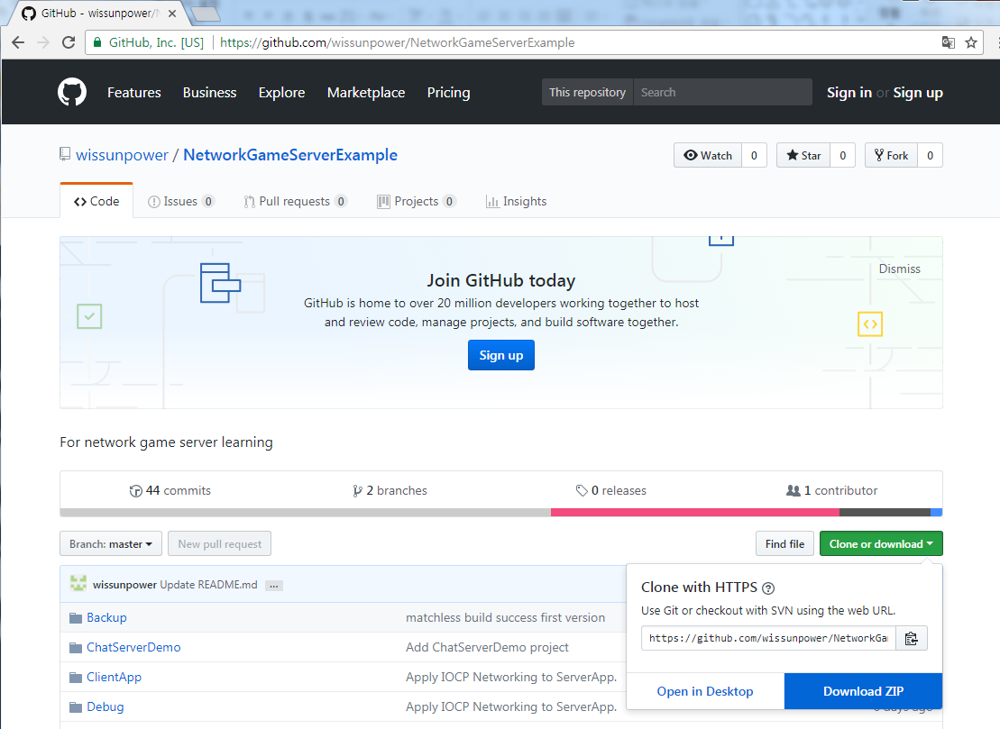 GitHub - wissunpower/N
GitHub, Inc. [US] https://github.com/wissunpower/NetworkGameServerExample
Features Business Explore Marketplace Pricing This repository Search Sign in or Sign up
wissunpower / NetworkGameServerExample Watch 0 Star 0 Fork 0
Code Issues 0 Pull requests 0 Projects 0 Insights
Dismiss
Join GitHub today
GitHub is home to over 20 million developers working together to host
and review code, manage projects, and build software together.
Sign up
For network game server learning
44 commits 2 branches 0 releases 1 contributor
Branch: master New pull request Find file Clone or download
wissunpower Update README.md ...
Backup matchless build success first version
ChatServerDemo Add ChatServerDemo project
ClientApp Apply IOCP Networking to ServerApp.
Debug Apply IOCP Networking to ServerApp.
Clone with HTTPS ?
Use Git or checkout with SVN using the web URL.
https://github.com/wissunpower/NetworkGa
Open in Desktop Download ZIP